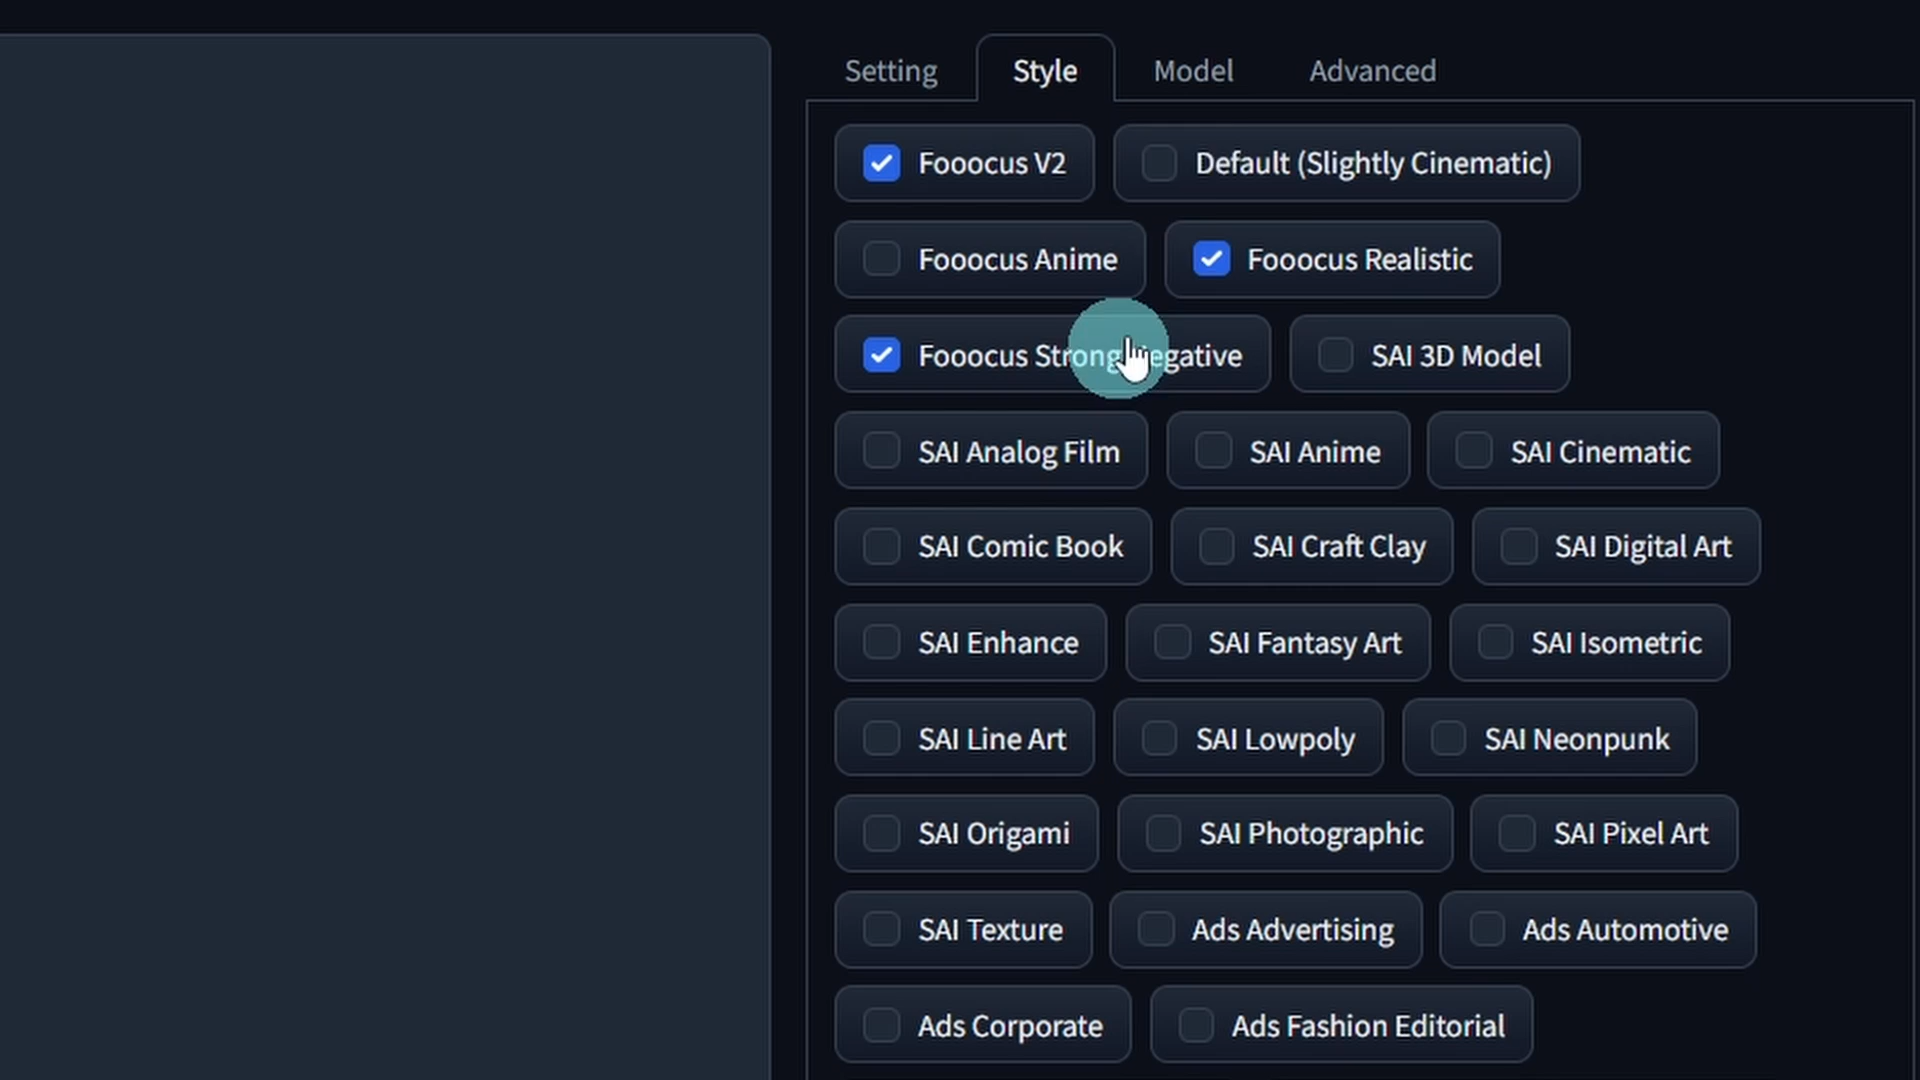 Setting Style Model Advanced
Fooocus V2 Default (Slightly Cinematic)
Fooocus Anime Fooocus Realistic
Fooocus Strong SAI 3D Model
SAI Analog Film SAI Anime SAI Cinematic
SAI Comic Book SAI Craft Clay SAI Digital Art
SAI Enhance SAI Fantasy Art SAI Isometric
SAI Line Art SAI Lowpoly SAI Neonpunk
SAI Origami SAI Photographic SAI Pixel Art
SAI Texture Ads Advertising Ads Automotive
Ads Corporate Ads Fashion Editorial